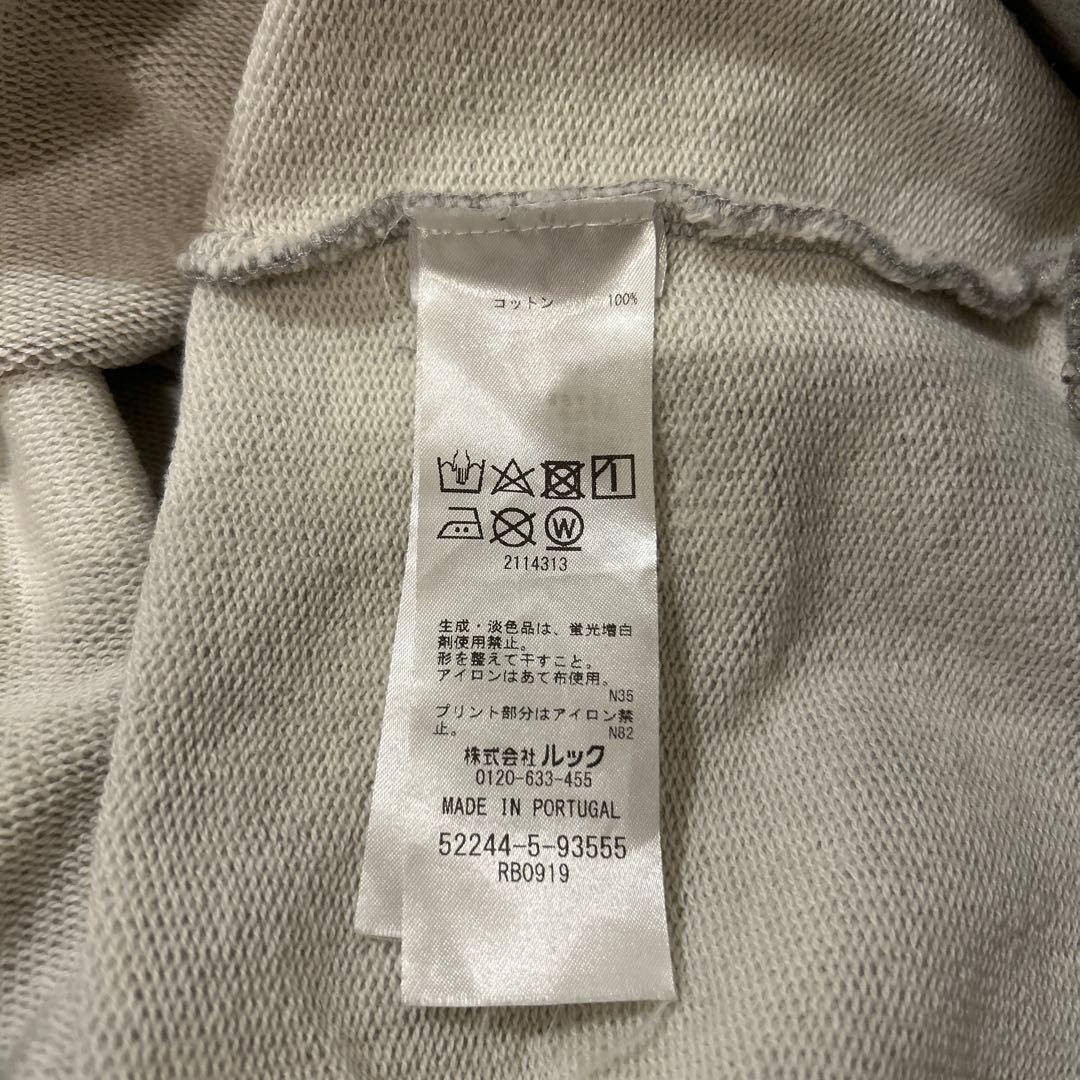 コットン 100%
W
2114313
生成・淡色品は、蛍光増白
剤使用禁止。
形を整えて干すこと。
アイロンはあて布使用。
N35
プリント部分はアイロン禁
止。 N82
株式会社 ルック
0120-633-455
MADE IN PORTUGAL
52244-5-93555
RB0919